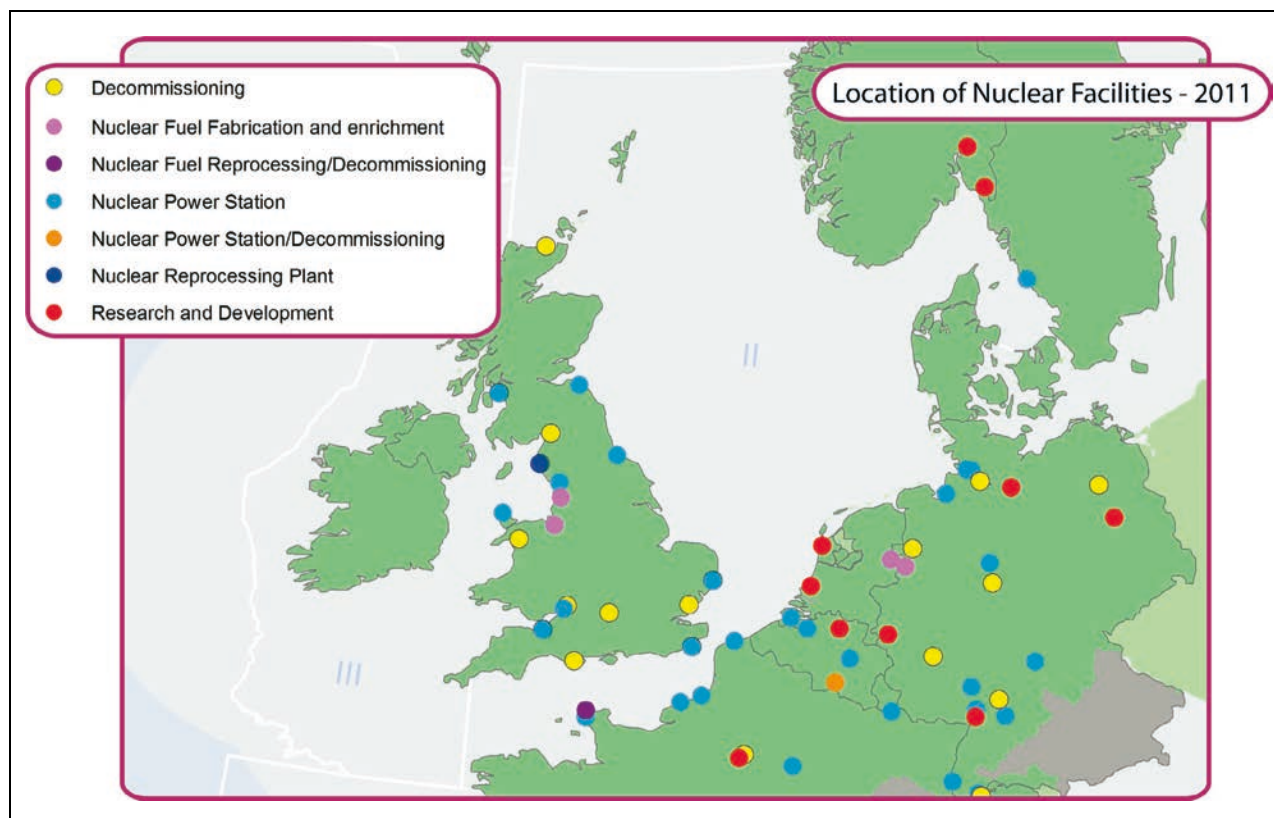 Location of Nuclear Facilities - 2011
Decommissioning
Nuclear Fuel Fabrication and enrichment
Nuclear Fuel Reprocessing/Decommissioning
Nuclear Power Station
Nuclear Power Station/Decommissioning
Nuclear Reprocessing Plant
Research and Development
II
III